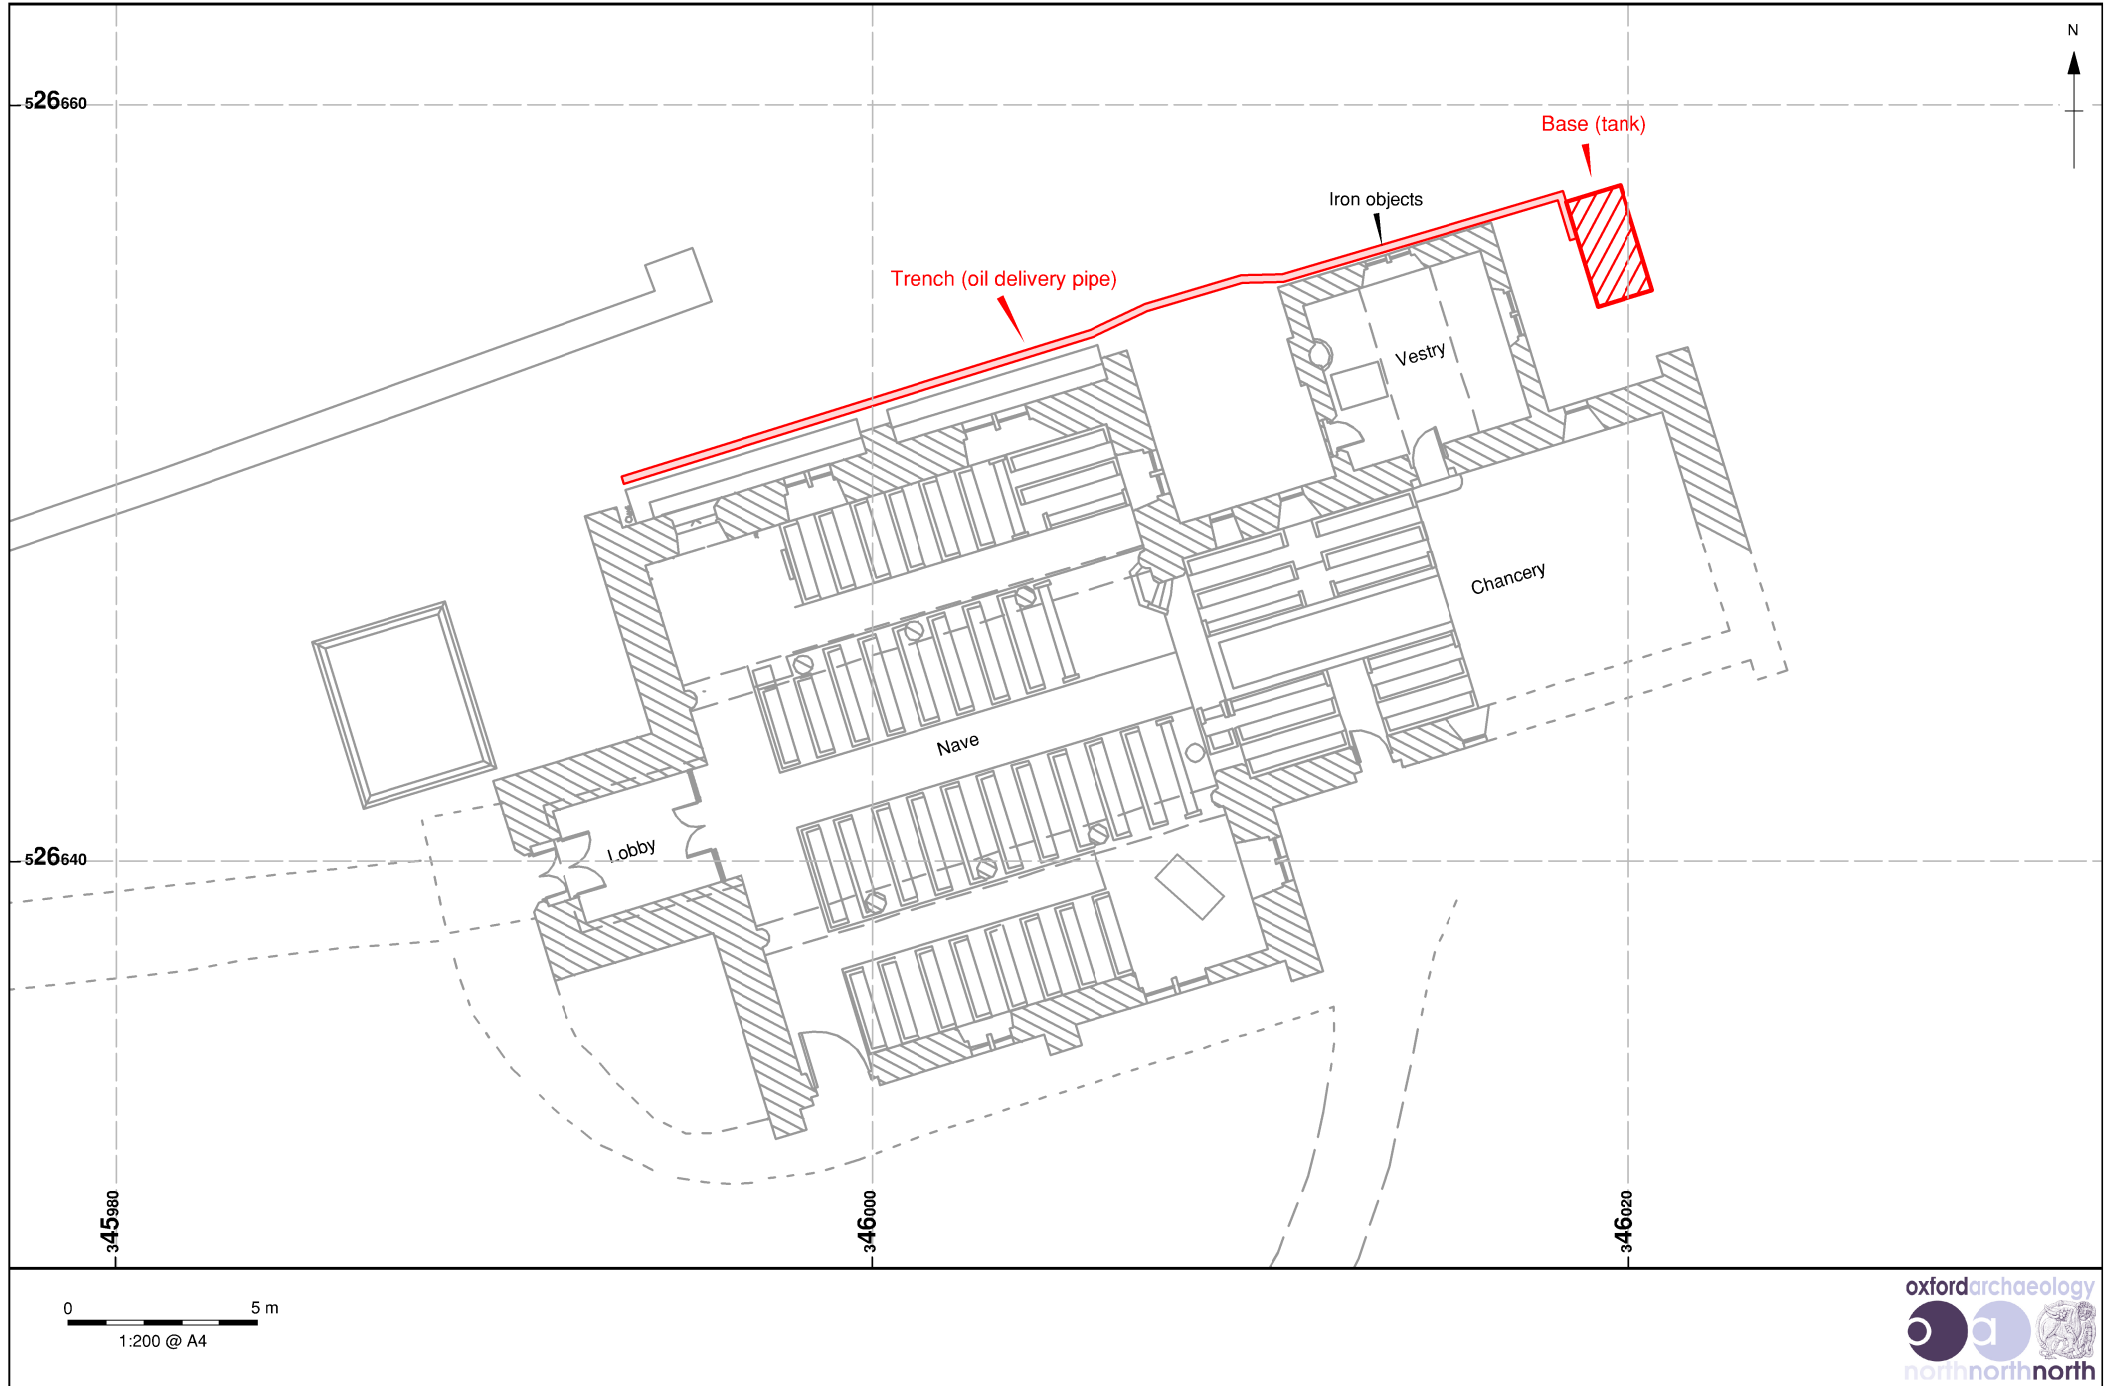 N
526660
Base (tank)
Iron objects
Trench (oil delivery pipe)
Vestry
Chancery
Nave
Lobby
526640
345980
346000
346020
0 5 m
1:200 @ A4
oxfordarchaeology
oa
northnorthnorth